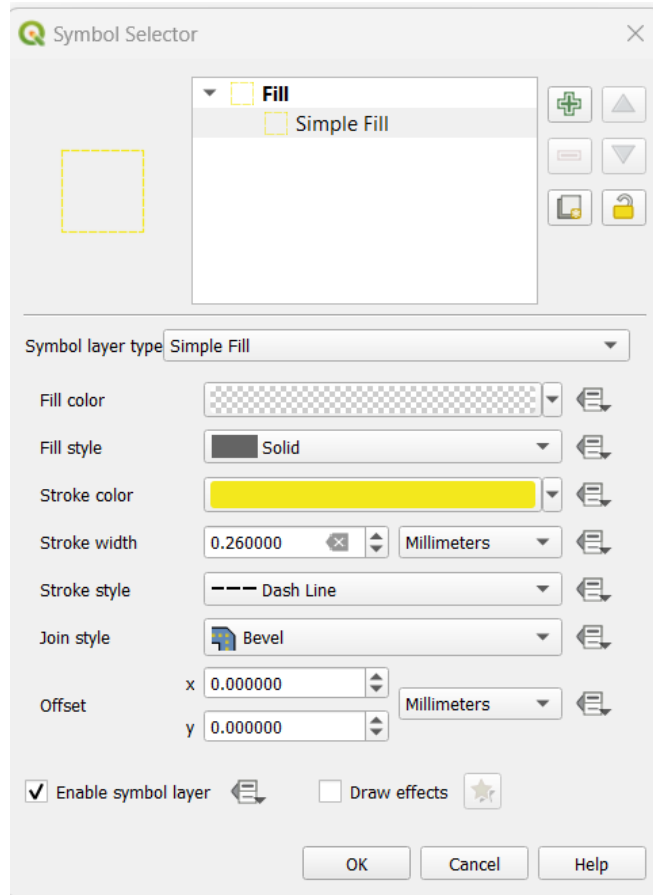 Symbol Selector
Fill
Simple Fill
Symbol layer type Simple Fill
Fill color
Fill style Solid
Stroke color
Stroke width 0.260000 Millimeters
Stroke style Dash Line
Join style Bevel
Offset x 0.000000 Millimeters
y 0.000000
Enable symbol layer Draw effects
OK Cancel Help